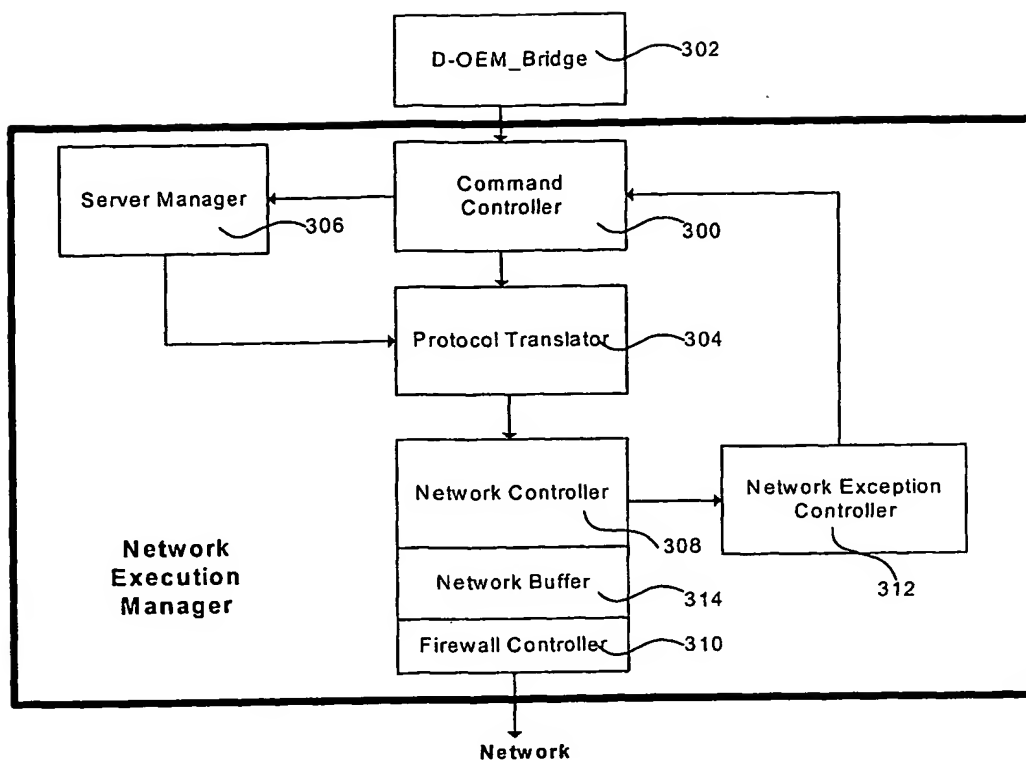 D-OEM_Bridge
302
Server Manager
306
Command
Controller
300
Protocol Translator
304
Network Controller
308
Network Exception
Controller
312
Network
Execution
Manager
Network Buffer
314
Firewall Controller
310
Network